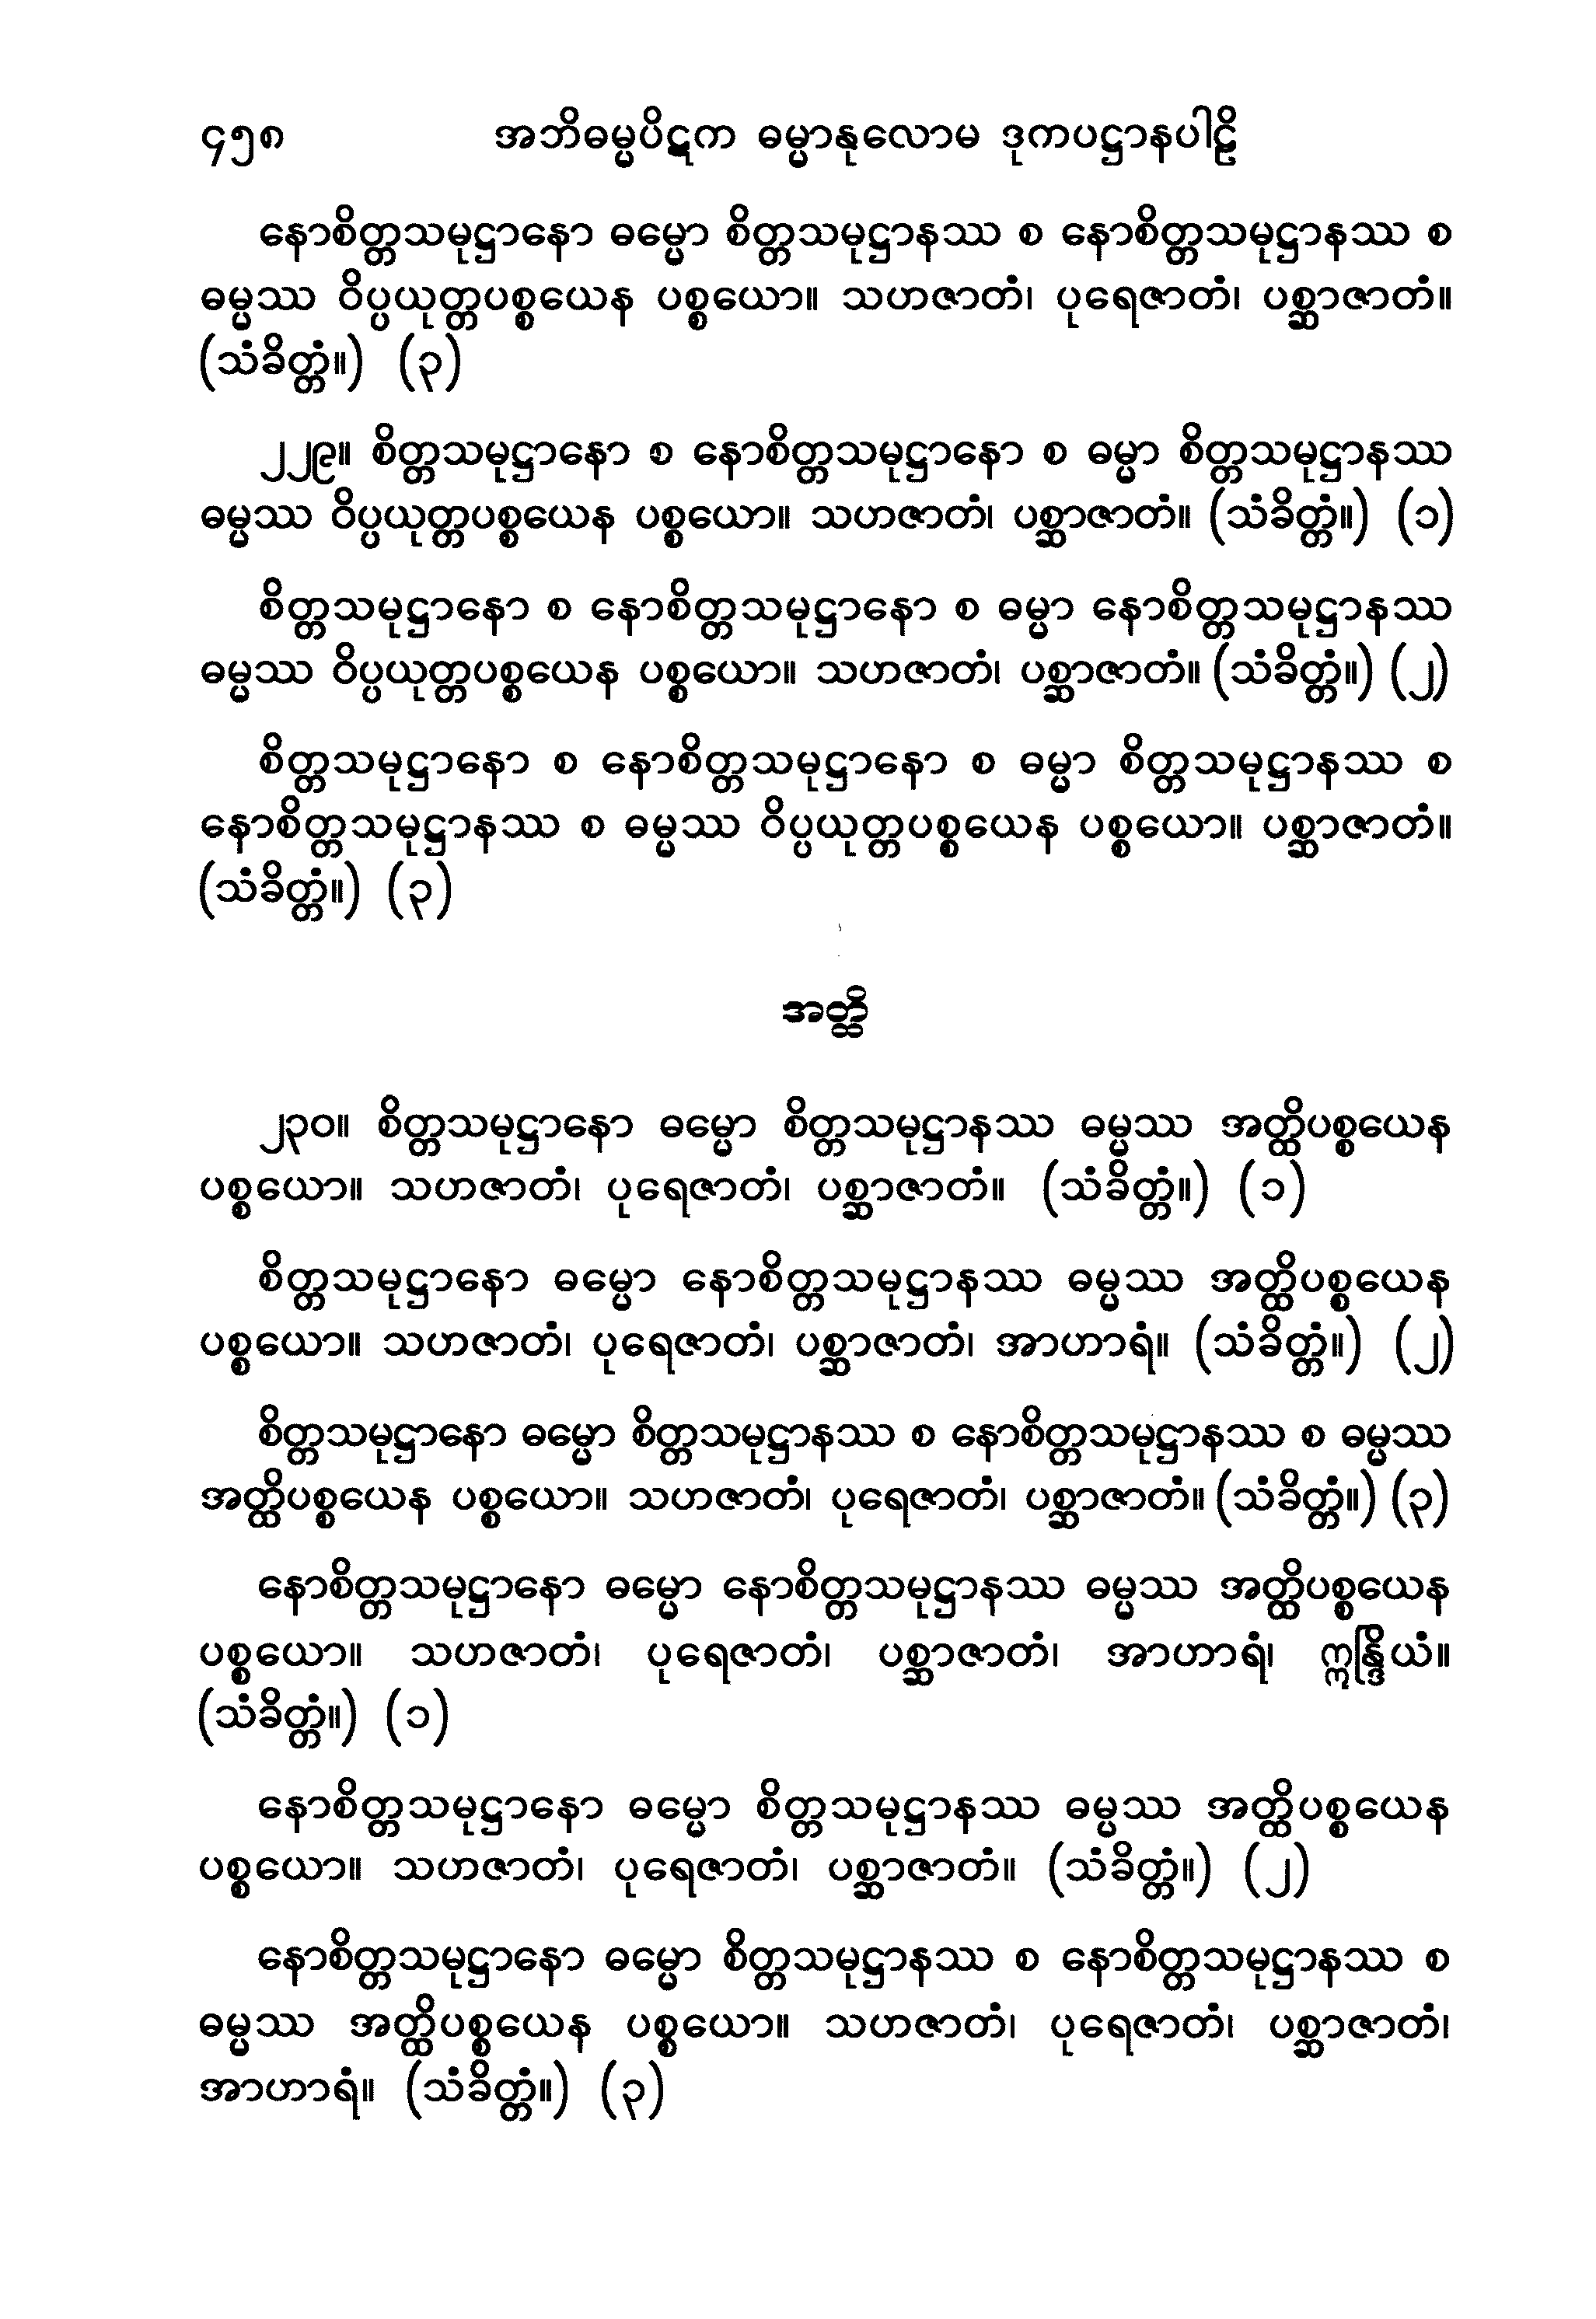 ၄၅၈ အဘိဓမ္မပိဋက ဓမ္မာနုလောမ ဒုကပဋ္ဌာနပါဠိ
နောစိတ္တသမုဋ္ဌာနော ဓမ္မော စိတ္တသမုဋ္ဌာနဿ စ နောစိတ္တသမုဋ္ဌာနဿ စ
ဓမ္မဿ ဝိပ္ပယုတ္တပစ္စယေန ပစ္စယော။ သဟဇာတံ၊ ပုရေဇာတံ၊ ပစ္ဆာဇာတံ။
(သံခိတ္တံ။) (၃)
၂၂၉။ စိတ္တသမုဋ္ဌာနော စ နောစိတ္တသမုဋ္ဌာနော စ ဓမ္မာ စိတ္တသမုဋ္ဌာနဿ
ဓမ္မဿ ဝိပ္ပယုတ္တပစ္စယေန ပစ္စယော။ သဟဇာတံ၊ ပစ္ဆာဇာတံ။ (သံခိတ္တံ။) (၁)
စိတ္တသမုဋ္ဌာနော စ နောစိတ္တသမုဋ္ဌာနော စ ဓမ္မာ နောစိတ္တသမုဋ္ဌာနဿ
ဓမ္မဿ ဝိပ္ပယုတ္တပစ္စယေန ပစ္စယော။ သဟဇာတံ၊ ပစ္ဆာဇာတံ။ (သံခိတ္တံ။) (၂)
စိတ္တသမုဋ္ဌာနော စ နောစိတ္တသမုဋ္ဌာနော စ ဓမ္မာ စိတ္တသမုဋ္ဌာနဿ စ
နောစိတ္တသမုဋ္ဌာနဿ စ ဓမ္မဿ ဝိပ္ပယုတ္တပစ္စယေန ပစ္စယော။ ပစ္ဆာဇာတံ။
(သံခိတ္တံ။) (၃)
အတ္ထိ
၂၃၀။ စိတ္တသမုဋ္ဌာနော ဓမ္မော စိတ္တသမုဋ္ဌာနဿ ဓမ္မဿ အတ္ထိပစ္စယေန
ပစ္စယော။ သဟဇာတံ၊ ပုရေဇာတံ၊ ပစ္ဆာဇာတံ။ (သံခိတ္တံ။) (၁)
စိတ္တသမုဋ္ဌာနော ဓမ္မော နောစိတ္တသမုဋ္ဌာနဿ ဓမ္မဿ အတ္ထိပစ္စယေန
ပစ္စယော။ သဟဇာတံ၊ ပုရေဇာတံ၊ ပစ္ဆာဇာတံ၊ အာဟာရံ။ (သံခိတ္တံ။) (၂)
စိတ္တသမုဋ္ဌာနော ဓမ္မော စိတ္တသမုဋ္ဌာနဿ စ နောစိတ္တသမုဋ္ဌာနဿ စ ဓမ္မဿ
အတ္ထိပစ္စယေန ပစ္စယော။ သဟဇာတံ၊ ပုရေဇာတံ၊ ပစ္ဆာဇာတံ။ (သံခိတ္တံ။) (၃)
နောစိတ္တသမုဋ္ဌာနော ဓမ္မော နောစိတ္တသမုဋ္ဌာနဿ ဓမ္မဿ အတ္ထိပစ္စယေန
ပစ္စယော။ သဟဇာတံ၊ ပုရေဇာတံ၊ ပစ္ဆာဇာတံ၊ အာဟာရံ၊ ဣန္ဒြိယံ။
(သံခိတ္တံ။) (၁)
နောစိတ္တသမုဋ္ဌာနော ဓမ္မော စိတ္တသမုဋ္ဌာနဿ ဓမ္မဿ အတ္ထိပစ္စယေန
ပစ္စယော။ သဟဇာတံ၊ ပုရေဇာတံ၊ ပစ္ဆာဇာတံ။ (သံခိတ္တံ။) (၂)
နောစိတ္တသမုဋ္ဌာနော ဓမ္မော စိတ္တသမုဋ္ဌာနဿ စ နောစိတ္တသမုဋ္ဌာနဿ စ
ဓမ္မဿ အတ္ထိပစ္စယေန ပစ္စယော။ သဟဇာတံ၊ ပုရေဇာတံ၊ ပစ္ဆာဇာတံ၊
အာဟာရံ။ (သံခိတ္တံ။) (၃)